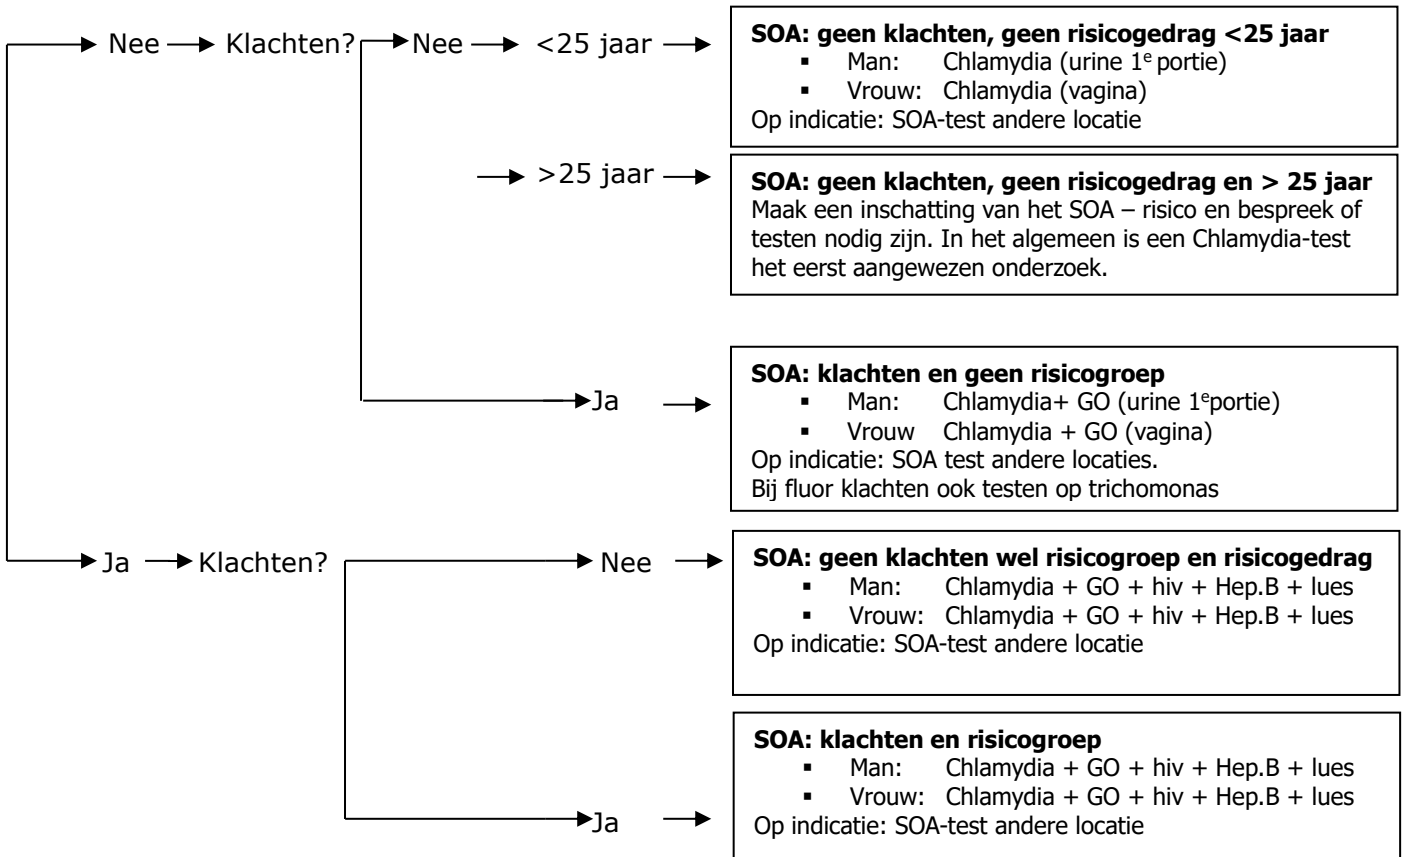 Nee Klachten? Nee <25 jaar
SOA: geen klachten, geen risicogedrag <25 jaar
▪ Man: Chlamydia (urine 1e portie)
▪ Vrouw: Chlamydia (vagina)
Op indicatie: SOA-test andere locatie
>25 jaar
SOA: geen klachten, geen risicogedrag en > 25 jaar
Maak een inschatting van het SOA – risico en bespreek of
testen nodig zijn. In het algemeen is een Chlamydia-test
het eerst aangewezen onderzoek.
Ja
SOA: klachten en geen risicogroep
▪ Man: Chlamydia+ GO (urine 1eportie)
▪ Vrouw Chlamydia + GO (vagina)
Op indicatie: SOA test andere locaties.
Bij fluor klachten ook testen op trichomonas
Ja Klachten? Nee
SOA: geen klachten wel risicogroep en risicogedrag
▪ Man: Chlamydia + GO + hiv + Hep.B + lues
▪ Vrouw: Chlamydia + GO + hiv + Hep.B + lues
Op indicatie: SOA-test andere locatie
Ja
SOA: klachten en risicogroep
▪ Man: Chlamydia + GO + hiv + Hep.B + lues
▪ Vrouw: Chlamydia + GO + hiv + Hep.B + lues
Op indicatie: SOA-test andere locatie